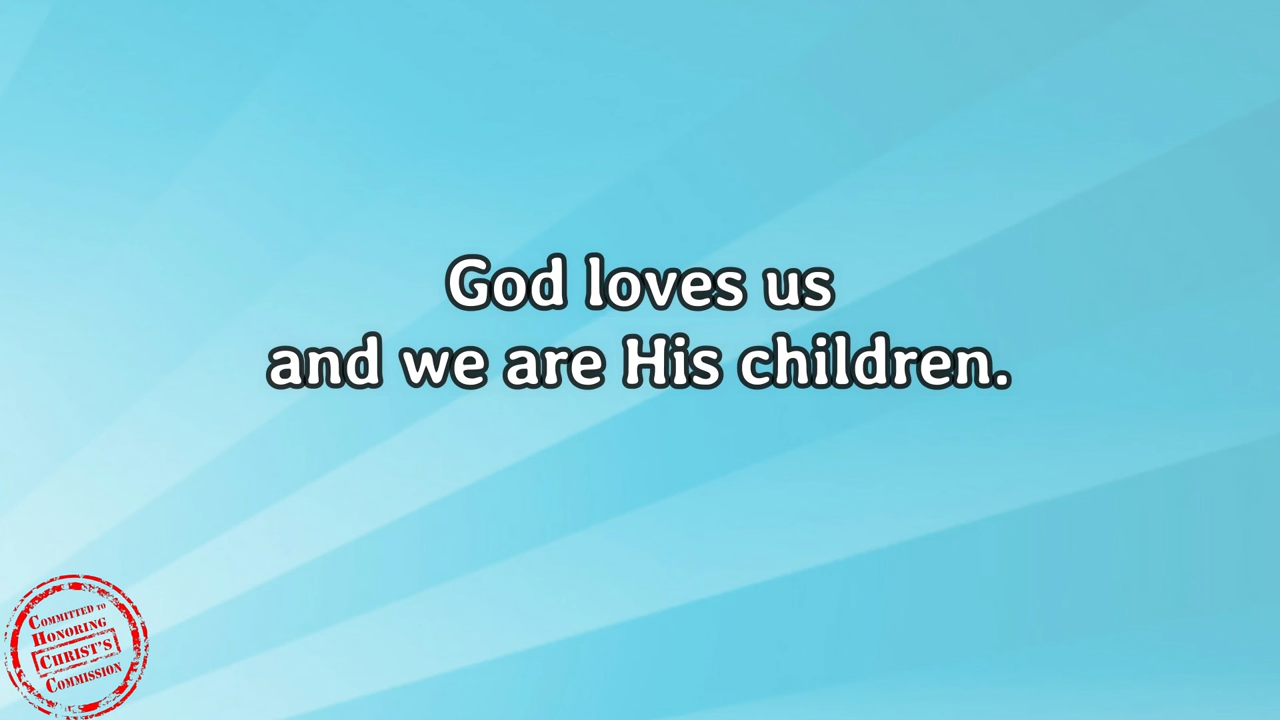 God loves us
and we are His children.
COMMITTED TO
HONORING
CHRIST'S
COMMISSION